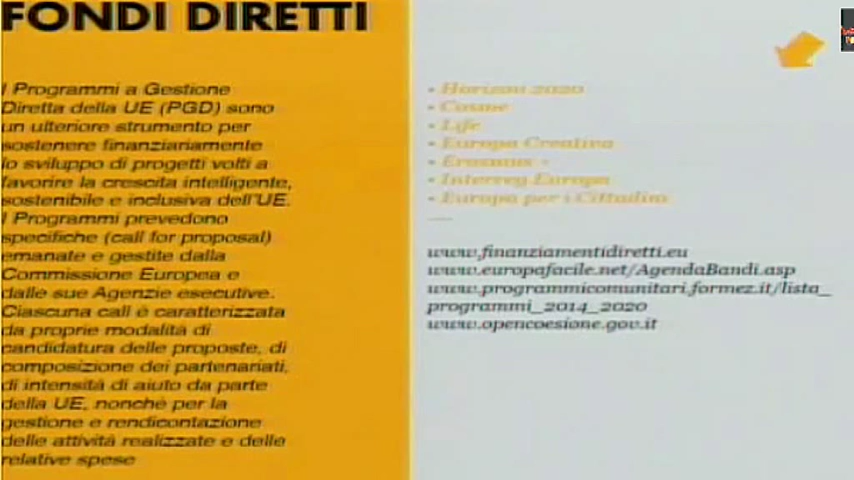 FONDI DIRETTI
I Programmi a Gestione
Diretta della UE (PGD) sono
un ulteriore strumento per
sostenere finanziariamente
lo sviluppo di progetti volti a
favorire la crescita intelligente,
sostenibile e inclusiva dell'UE.
I Programmi prevedono
specifiche (call for proposal)
emanate e gestite dalla
Commissione Europea e
dalle sue Agenzie esecutive.
Ciascuna call è caratterizzata
da proprie modalità di
candidatura delle proposte, di
composizione dei partenariati,
di intensità di aiuto da parte
della UE, nonchè per la
gestione e rendicontazione
delle attività realizzate e delle
relative spese
• Horizon 2020
• Cosme
• Life
• Europa Creativa
• Erasmus +
• Interreg Europa
• Europa per i Cittadini
www.finanziamentidiretti.eu
www.europafacile.net/AgendaBandi.asp
www.programmicomunitari.formez.it/lista_
programmi_2014_2020
www.opencoesione.gov.it